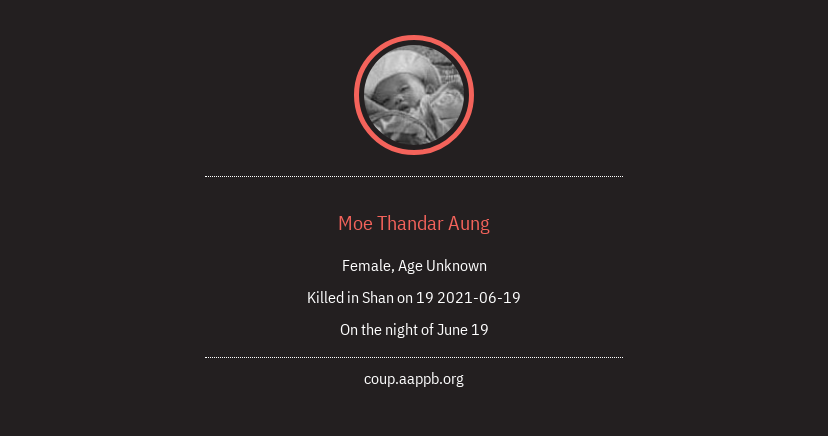 Moe Thandar Aung
Female, Age Unknown
Killed in Shan on 19 2021-06-19
On the night of June 19
coup.aappb.org